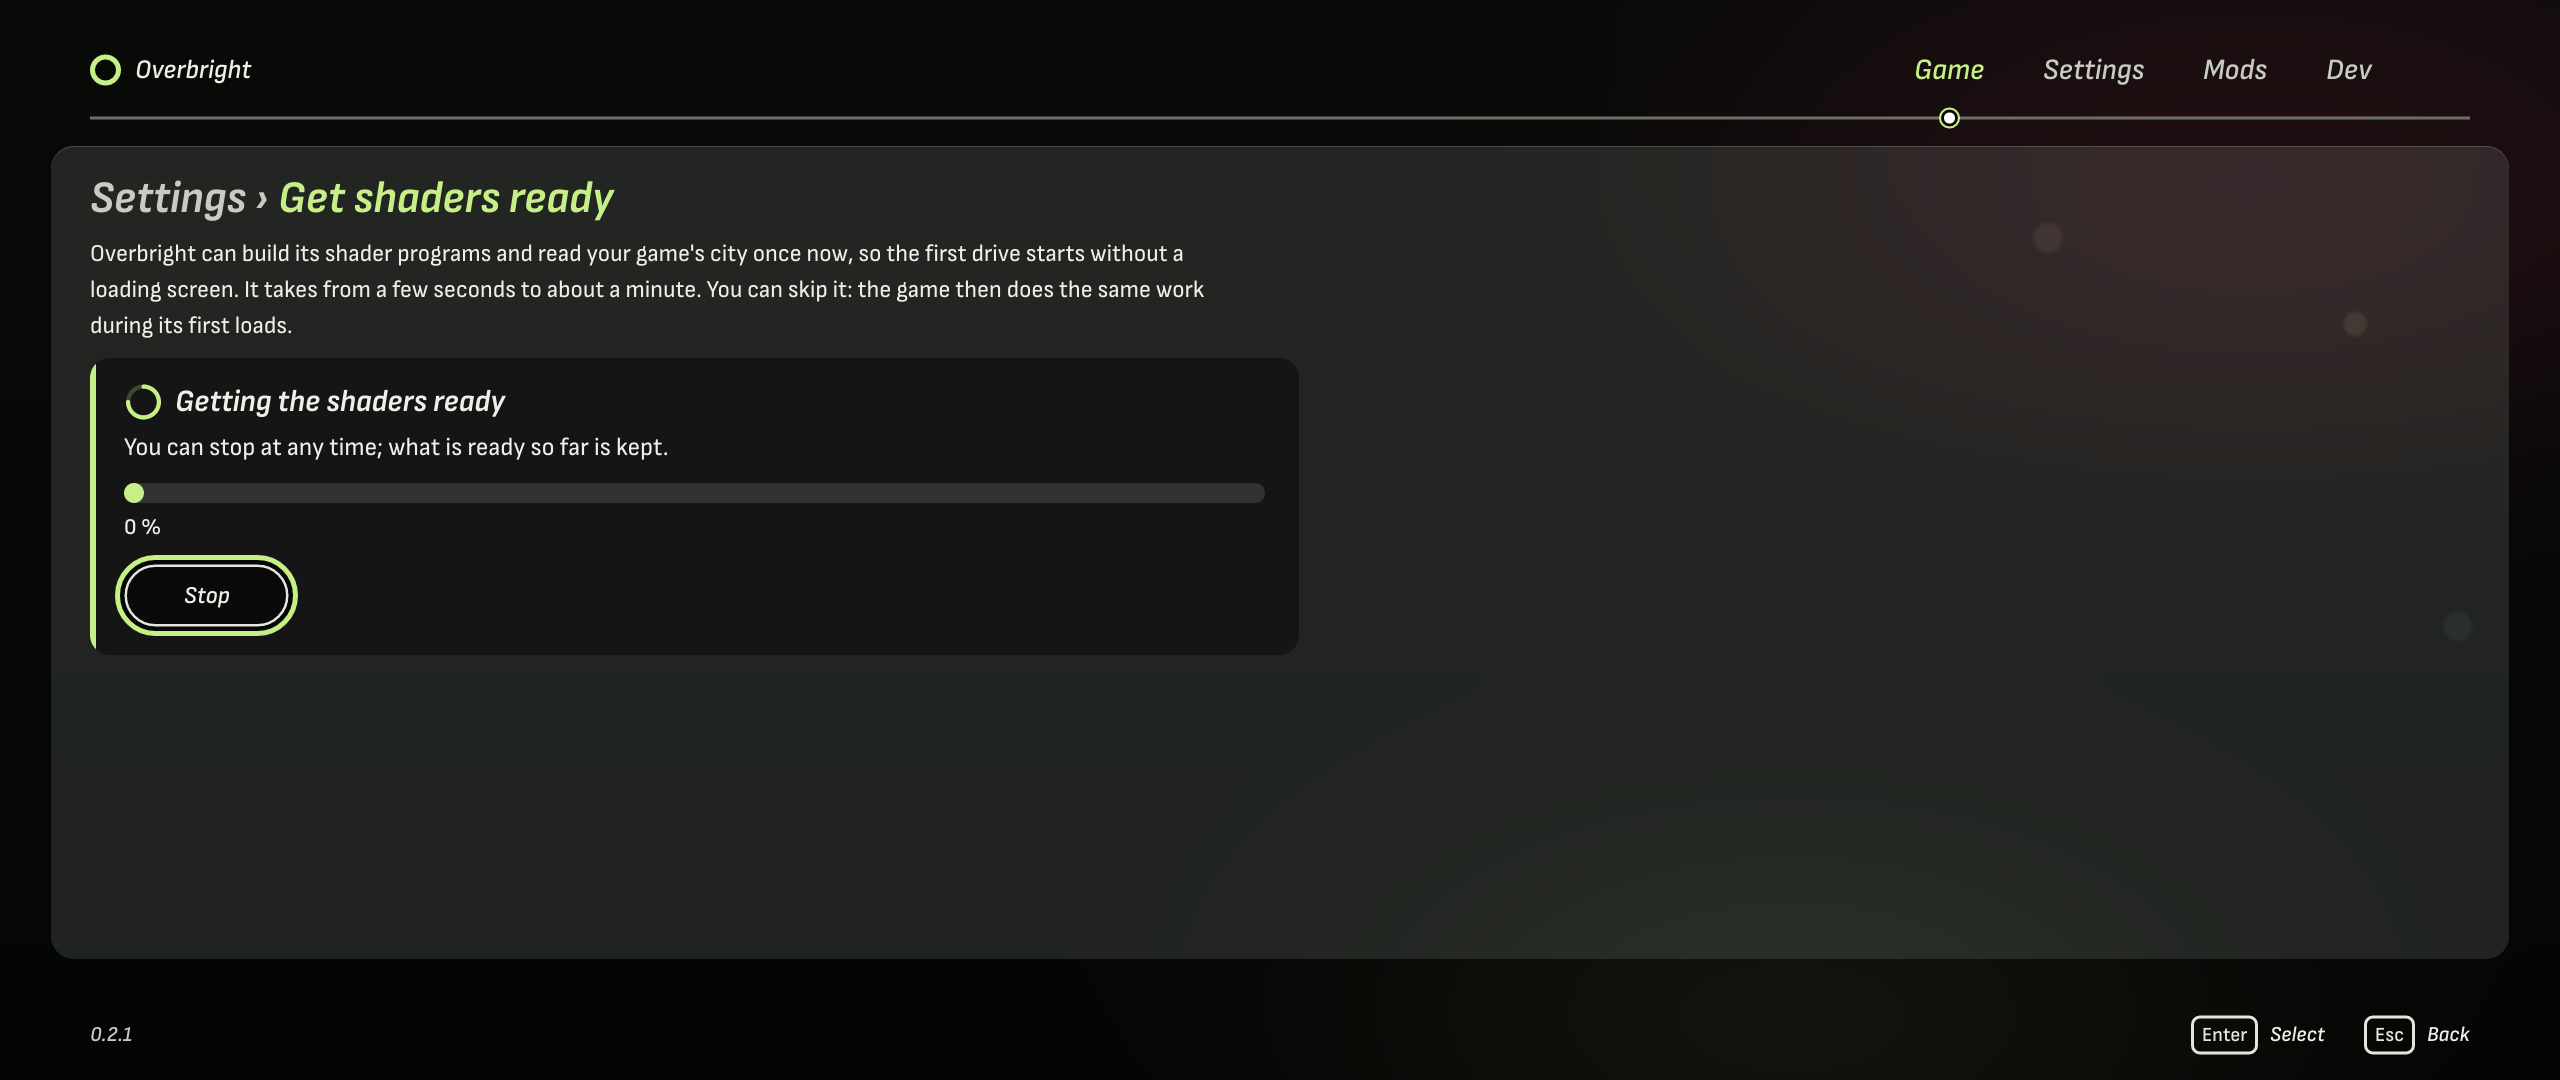 Overbright
Game Settings Mods Dev
Settings › Get shaders ready
Overbright can build its shader programs and read your game's city once now, so the first drive starts without a
loading screen. It takes from a few seconds to about a minute. You can skip it: the game then does the same work
during its first loads.
Getting the shaders ready
You can stop at any time; what is ready so far is kept.
0 %
Stop
0.2.1
Enter Select Esc Back